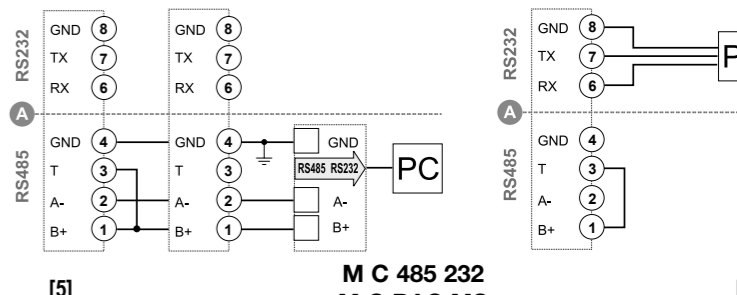 RS232
GND 8 GND 8
TX 7 TX 7
RX 6 RX 6
A
RS485
GND 4 GND 4 GND
T 3 T 3 RS485 RS232 PC
A- 2 A- 2 A-
B+ 1 B+ 1 B+
[5]
M C 485 232
RS232
GND 8
TX 7
RX 6
A
RS485
GND 4
T 3
A- 2
B+ 1